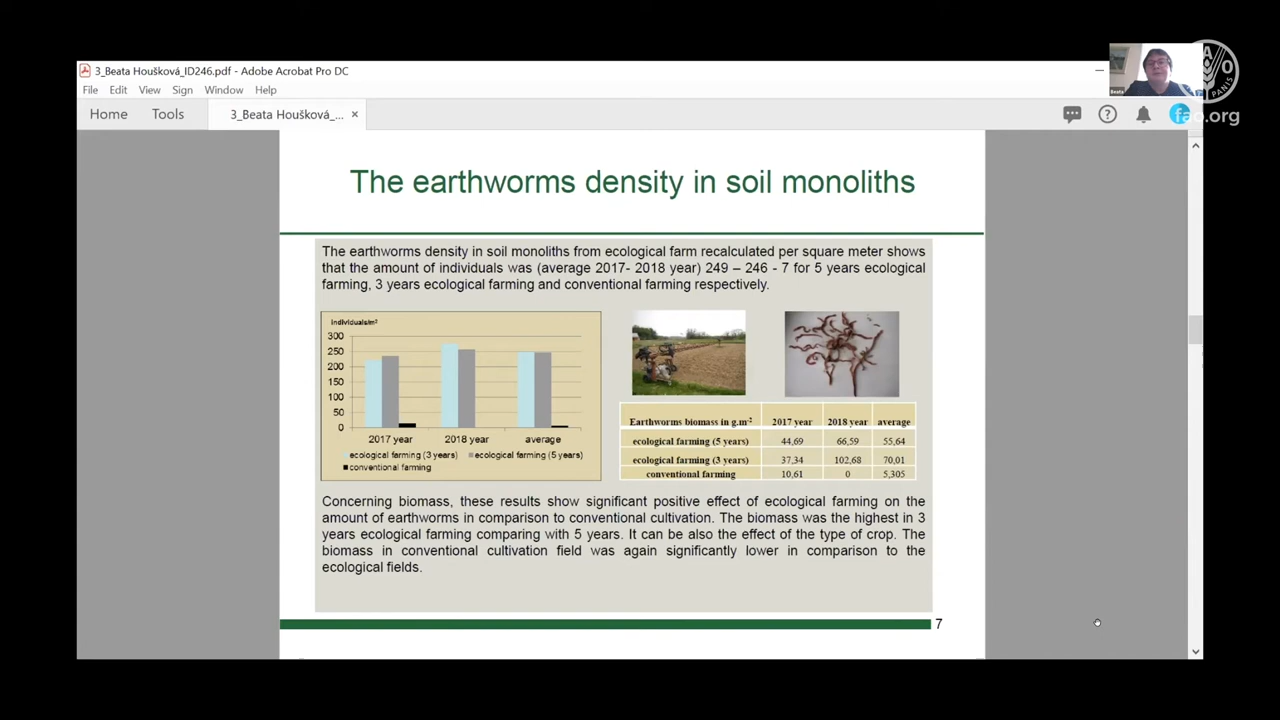 3_Beata Houšková_ID246.pdf - Adobe Acrobat Pro DC
File Edit View Sign Window Help
Home Tools 3_Beata Houšková_...
Beata
PANIS
fao.org
The earthworms density in soil monoliths
The earthworms density in soil monoliths from ecological farm recalculated per square meter shows
that the amount of individuals was (average 2017- 2018 year) 249 – 246 - 7 for 5 years ecological
farming, 3 years ecological farming and conventional farming respectively.
Individuals/m²
300
250
200
150
100
50
0
2017 year 2018 year average
ecological farming (3 years) ecological farming (5 years)
conventional farming
Earthworms biomass in g.m-2 2017 year 2018 year average
ecological farming (5 years) 44,69 66,59 55,64
ecological farming (3 years) 37,34 102,68 70,01
conventional farming 10,61 0 5,305
Concerning biomass, these results show significant positive effect of ecological farming on the
amount of earthworms in comparison to conventional cultivation. The biomass was the highest in 3
years ecological farming comparing with 5 years. It can be also the effect of the type of crop. The
biomass in conventional cultivation field was again significantly lower in comparison to the
ecological fields.
7